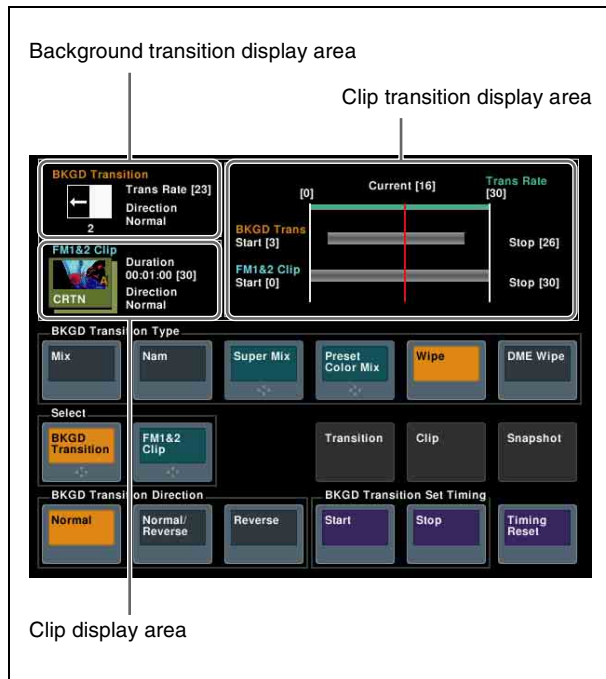 Background transition display area
Clip transition display area
BKGD Transition
Trans Rate [23]
Direction
Normal
2
FM1&2 Clip
Duration
00:01:00 [30]
Direction
Normal
A
CRTN
Current [16]
Trans Rate
[0]
[30]
BKGD Trans
Start [3]
Stop [26]
FM1&2 Clip
Start [0]
Stop [30]
BKGD Transition Type
Mix
Nam
Super Mix
Preset
Color Mix
Wipe
DME Wipe
Select
BKGD
Transition
FM1&2
Clip
Transition
Clip
Snapshot
BKGD Transition Direction
BKGD Transition Set Timing
Normal
Normal/
Reverse
Reverse
Start
Stop
Timing
Reset
Clip display area